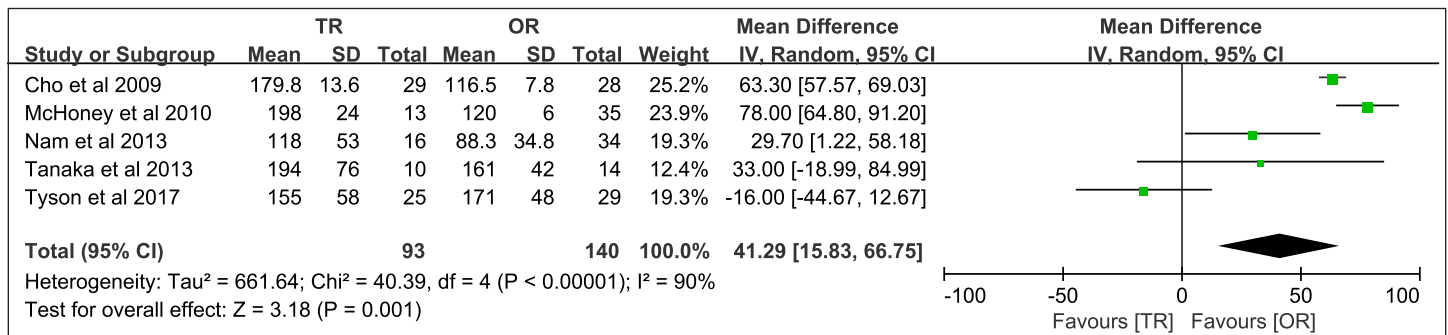 TR OR Mean Difference Mean Difference
Study or Subgroup Mean SD Total Mean SD Total Weight IV, Random, 95% CI IV, Random, 95% CI
Cho et al 2009 179.8 13.6 29 116.5 7.8 28 25.2% 63.30 [57.57, 69.03]
McHoney et al 2010 198 24 13 120 6 35 23.9% 78.00 [64.80, 91.20]
Nam et al 2013 118 53 16 88.3 34.8 34 19.3% 29.70 [1.22, 58.18]
Tanaka et al 2013 194 76 10 161 42 14 12.4% 33.00 [-18.99, 84.99]
Tyson et al 2017 155 58 25 171 48 29 19.3% -16.00 [-44.67, 12.67]
Total (95% CI) 93 140 100.0% 41.29 [15.83, 66.75]
Heterogeneity: Tau² = 661.64; Chi² = 40.39, df = 4 (P < 0.00001); I² = 90%
Test for overall effect: Z = 3.18 (P = 0.001)
-100 -50 0 50 100
Favours [TR] Favours [OR]